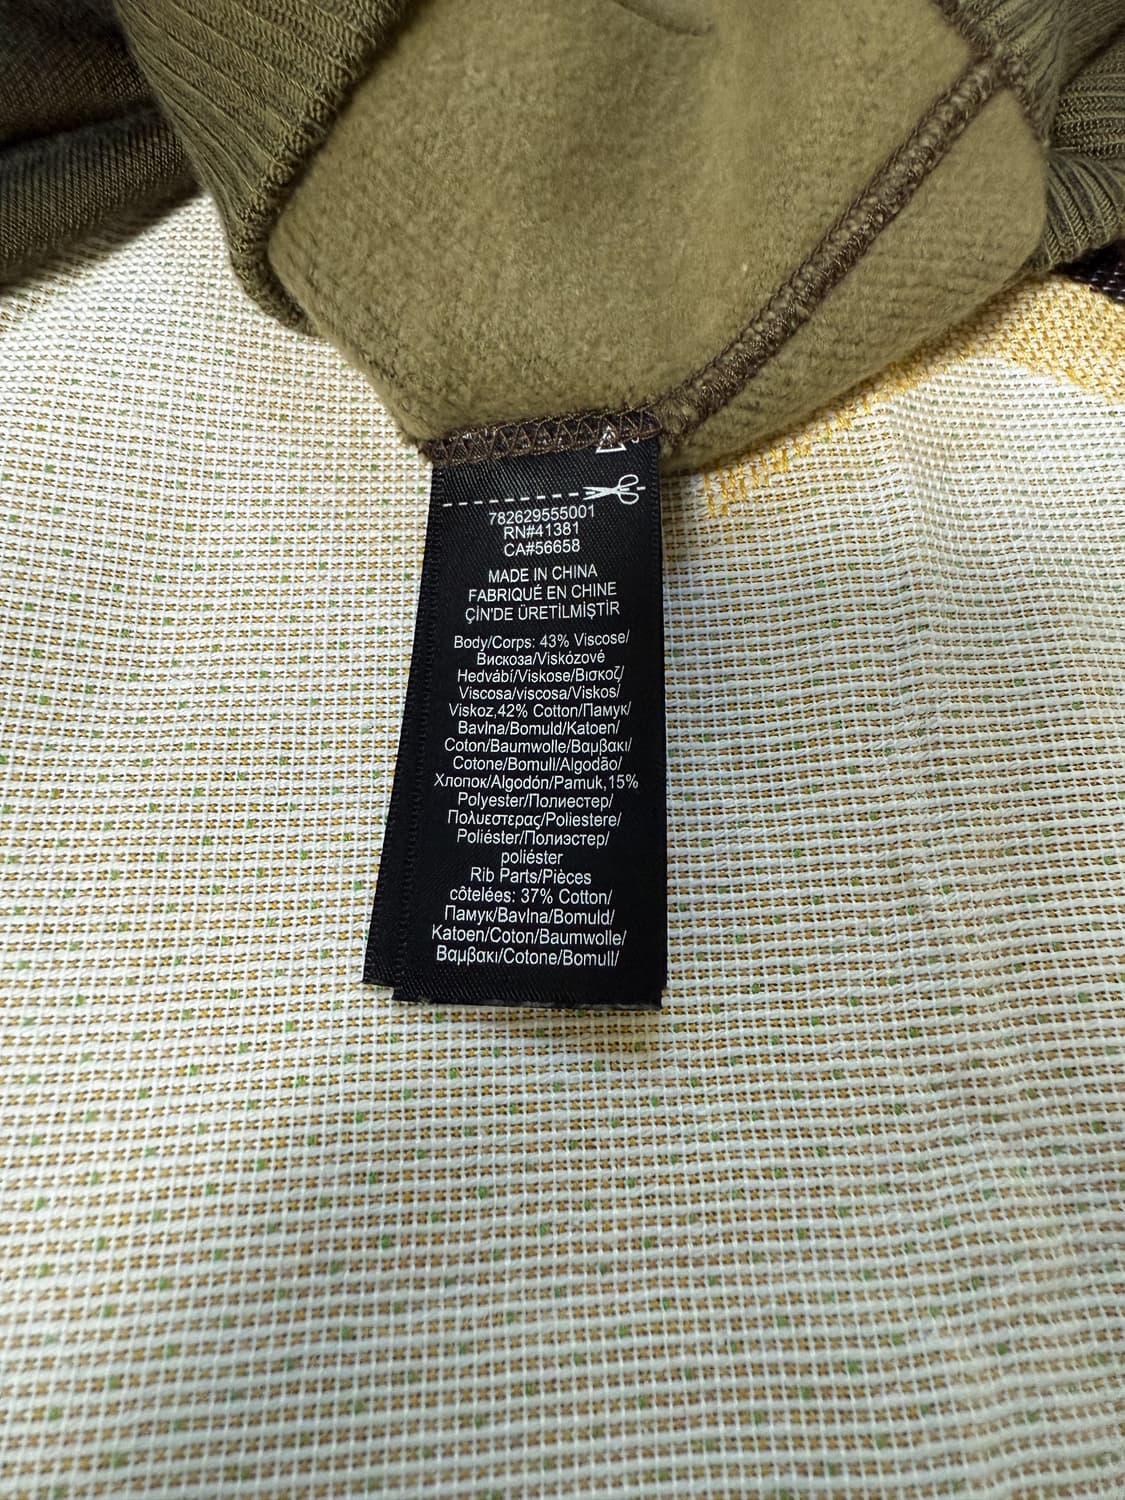 782629555001
RN#41381
CA#56658
MADE IN CHINA
FABRIQUÉ EN CHINE
ÇİN'DE ÜRETİLMİŞTİR
Body/Corps: 43% Viscose/
Вискоза/Viskózové
Hedvábí/Viskose/Βισκοζ/
Viscosa/viscosa/Viskos/
Viskoz,42% Cotton/Памук/
Bavlna/Bomuld/Katoen/
Coton/Baumwolle/Βαμβακι/
Cotone/Bomull/Algodão/
Хлопок/Algodón/Pamuk,15%
Polyester/Полиестер/
Πολυεστερας/Poliestere/
Poliéster/Полиэстер/
poliéster
Rib Parts/Pièces
côtelées: 37% Cotton/
Памук/Bavlna/Bomuld/
Katoen/Coton/Baumwolle/
Βαμβακι/Cotone/Bomull/